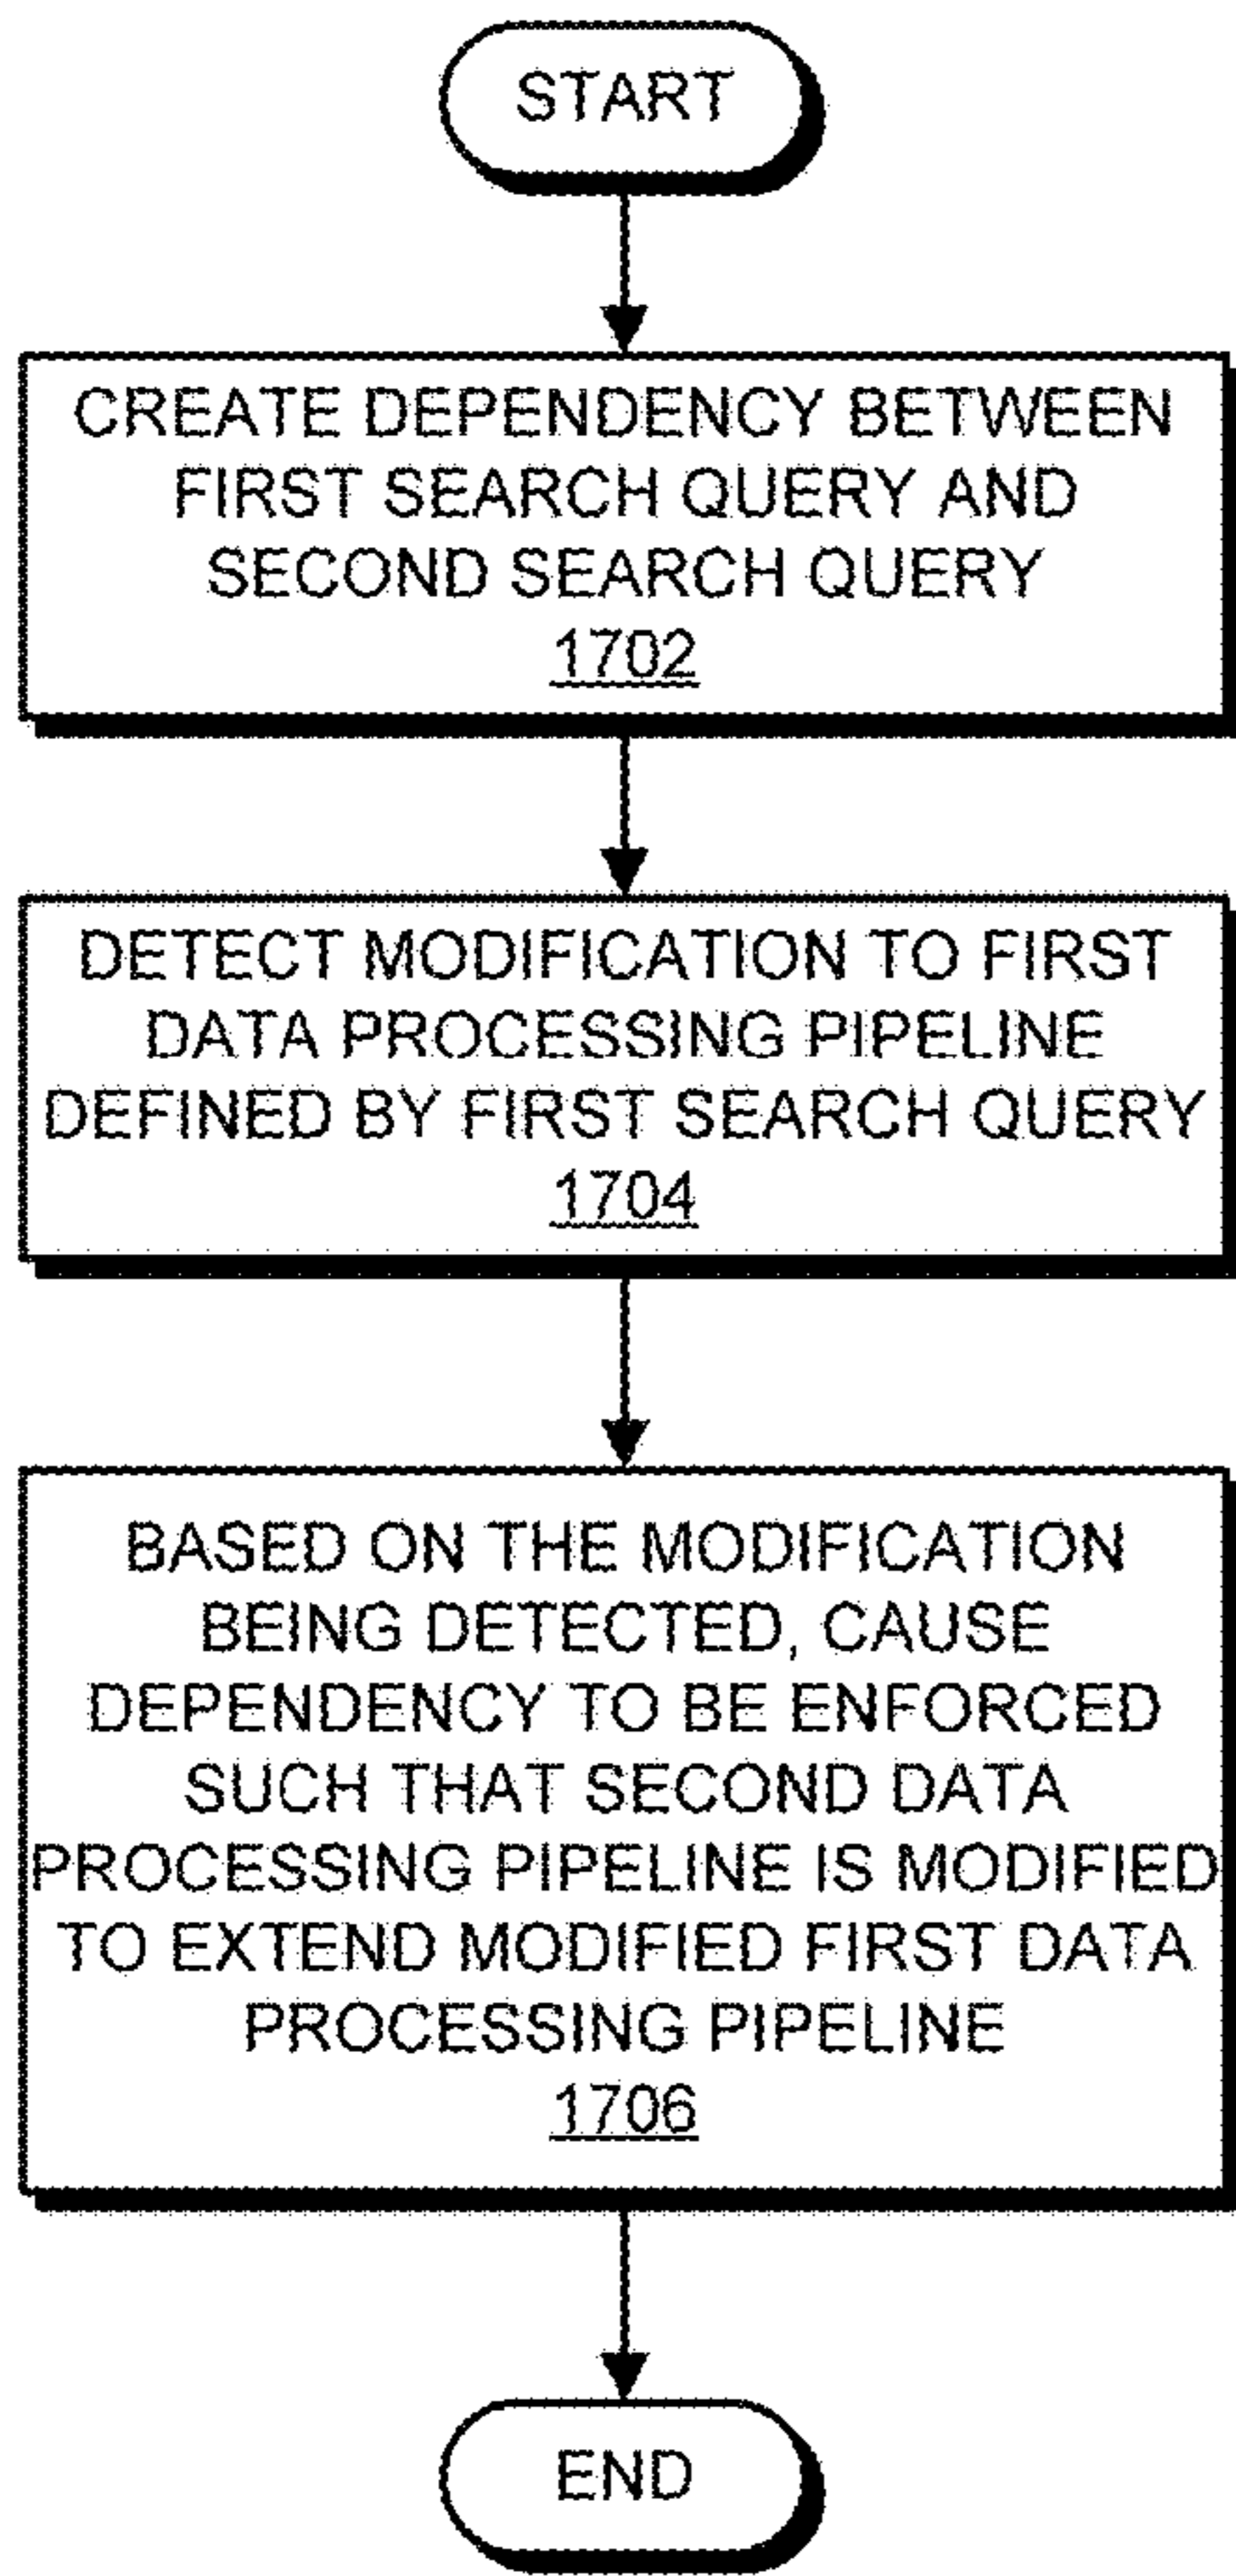 START
CREATE DEPENDENCY BETWEEN
FIRST SEARCH QUERY AND
SECOND SEARCH QUERY
1702
DETECT MODIFICATION TO FIRST
DATA PROCESSING PIPELINE
DEFINED BY FIRST SEARCH QUERY
1704
BASED ON THE MODIFICATION
BEING DETECTED, CAUSE
DEPENDENCY TO BE ENFORCED
SUCH THAT SECOND DATA
PROCESSING PIPELINE IS MODIFIED
TO EXTEND MODIFIED FIRST DATA
PROCESSING PIPELINE
1706
END